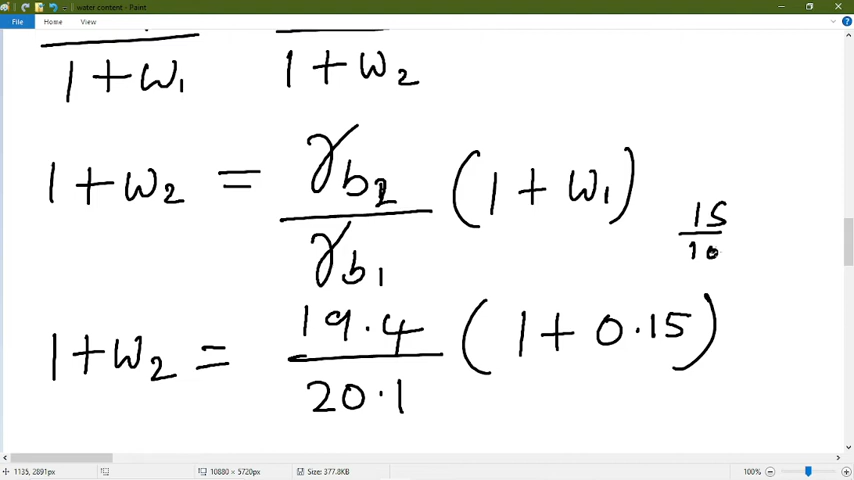 water content - Paint
File Home View
1+w1 1+w2
1+w2 = γb2/γb1 (1+w1)
15/10
1+w2 = 19.4/20.1 (1+0.15)
1135, 2891px 10880 × 5720px Size: 377.8KB 100%